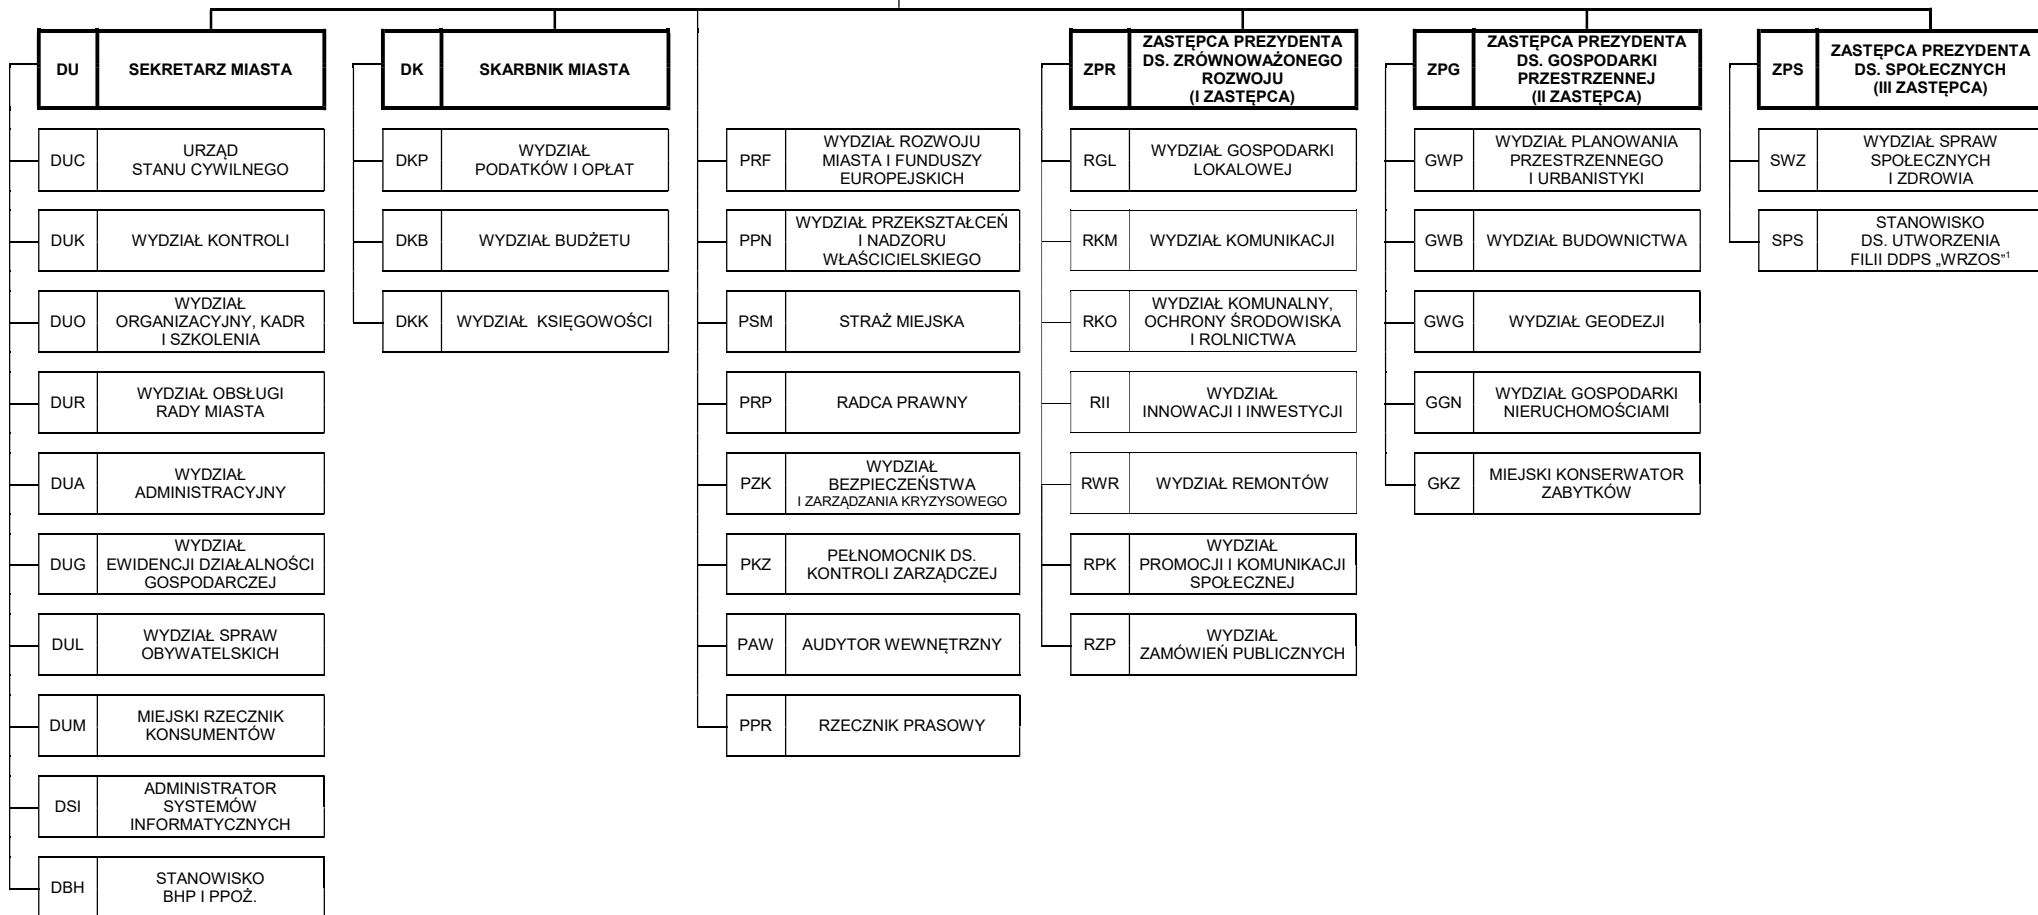 DU
SEKRETARZ MIASTA
DUC
URZĄD
STANU CYWILNEGO
DUK
WYDZIAŁ KONTROLI
DUO
WYDZIAŁ
ORGANIZACYJNY, KADR
I SZKOLENIA
DUR
WYDZIAŁ OBSŁUGI
RADY MIASTA
DUA
WYDZIAŁ
ADMINISTRACYJNY
DUG
WYDZIAŁ
EWIDENCJI DZIAŁALNOŚCI
GOSPODARCZEJ
DUL
WYDZIAŁ SPRAW
OBYWATELSKICH
DUM
MIEJSKI RZECZNIK
KONSUMENTÓW
DSI
ADMINISTRATOR
SYSTEMÓW
INFORMATYCZNYCH
DBH
STANOWISKO
BHP I PPOŻ.
DK
SKARBNIK MIASTA
DKP
WYDZIAŁ
PODATKÓW I OPŁAT
DKB
WYDZIAŁ BUDŻETU
DKK
WYDZIAŁ KSIĘGOWOŚCI
PRF
WYDZIAŁ ROZWOJU
MIASTA I FUNDUSZY
EUROPEJSKICH
PPN
WYDZIAŁ PRZEKSZTAŁCEŃ
I NADZORU
WŁAŚCICIELSKIEGO
PSM
STRAŻ MIEJSKA
PRP
RADCA PRAWNY
PZK
WYDZIAŁ
BEZPIECZEŃSTWA
I ZARZĄDZANIA KRYZYSOWEGO
PKZ
PEŁNOMOCNIK DS.
KONTROLI ZARZĄDCZEJ
PAW
AUDYTOR WEWNĘTRZNY
PPR
RZECZNIK PRASOWY
ZPR
ZASTĘPCA PREZYDENTA
DS. ZRÓWNOWAŻONEGO
ROZWOJU
(I ZASTĘPCA)
RGL
WYDZIAŁ GOSPODARKI
LOKALOWEJ
RKM
WYDZIAŁ KOMUNIKACJI
RKO
WYDZIAŁ KOMUNALNY,
OCHRONY ŚRODOWISKA
I ROLNICTWA
RII
WYDZIAŁ
INNOWACJI I INWESTYCJI
RWR
WYDZIAŁ REMONTÓW
RPK
WYDZIAŁ
PROMOCJI I KOMUNIKACJI
SPOŁECZNEJ
RZP
WYDZIAŁ
ZAMÓWIEŃ PUBLICZNYCH
ZPG
ZASTĘPCA PREZYDENTA
DS. GOSPODARKI
PRZESTRZENNEJ
(II ZASTĘPCA)
GWP
WYDZIAŁ PLANOWANIA
PRZESTRZENNEGO
I URBANISTYKI
GWB
WYDZIAŁ BUDOWNICTWA
GWG
WYDZIAŁ GEODEZJI
GGN
WYDZIAŁ GOSPODARKI
NIERUCHOMOŚCIAMI
GKZ
MIEJSKI KONSERWATOR
ZABYTKÓW
ZPS
ZASTĘPCA PREZYDENTA
DS. SPOŁECZNYCH
(III ZASTĘPCA)
SWZ
WYDZIAŁ SPRAW
SPOŁECZNYCH
I ZDROWIA
SPS
STANOWISKO
DS. UTWORZENIA
FILII DDPS „WRZOS”¹